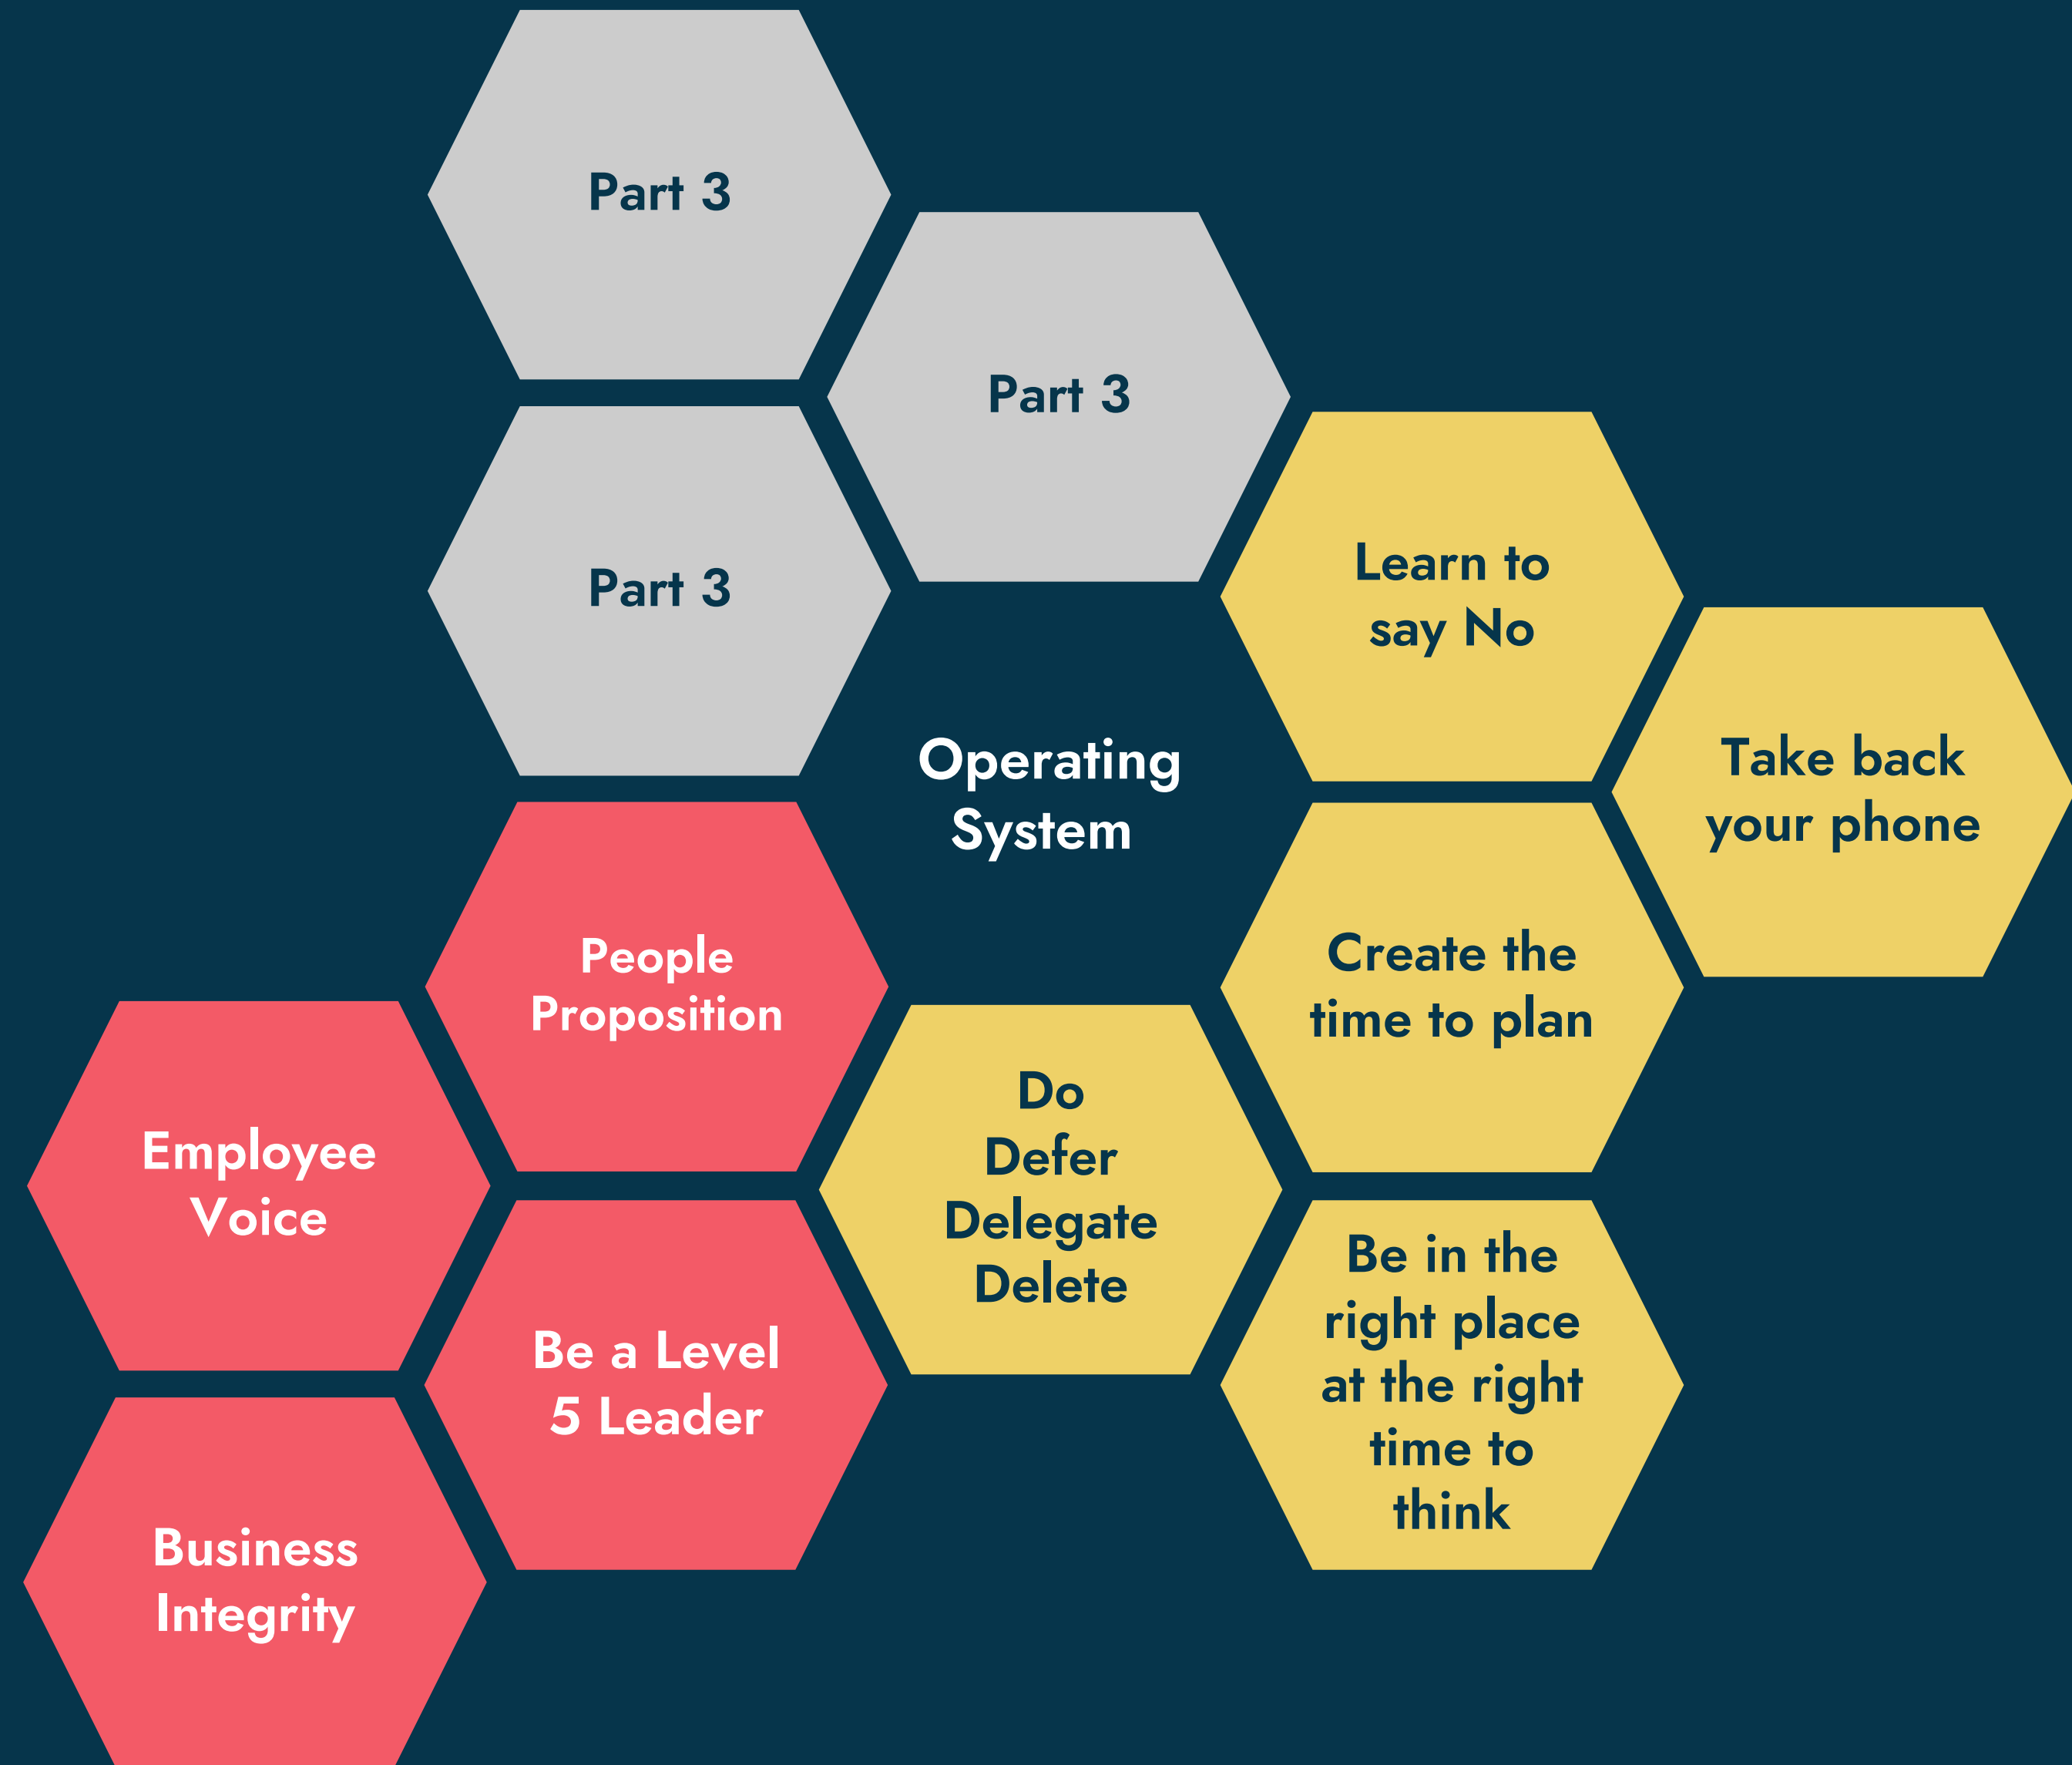 Part 3
Part 3
Part 3
Learn to
say No
Take back
your phone
Operating
System
People
Proposition
Create the
time to plan
Employee
Voice
Do
Defer
Delegate
Delete
Be a Level
5 Leader
Be in the
right place
at the right
time to
think
Business
Integrity